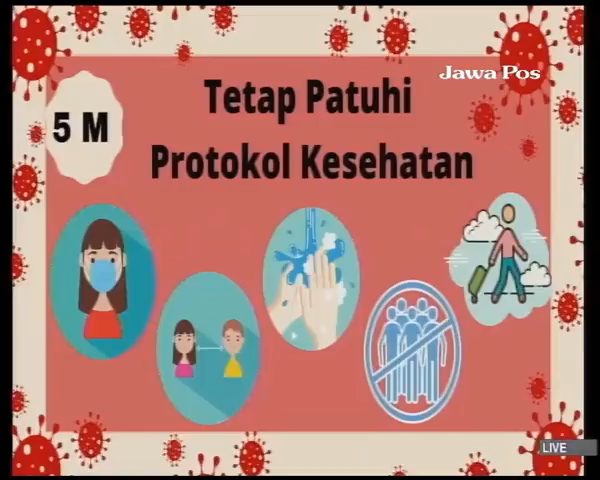 Jawa Pos
5 M
Tetap Patuhi
Protokol Kesehatan
LIVE